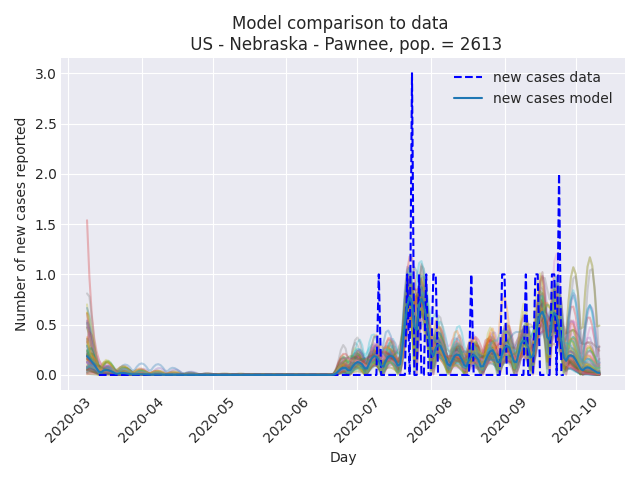 Model comparison to data
US - Nebraska - Pawnee, pop. = 2613
new cases data
new cases model
Number of new cases reported
3.0
2.5
2.0
1.5
1.0
0.5
0.0
2020-03
2020-04
2020-05
2020-06
2020-07
2020-08
2020-09
2020-10
Day